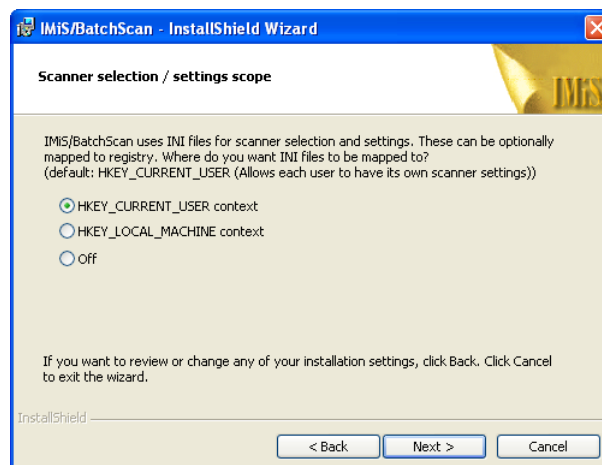 IMiS/BatchScan - InstallShield Wizard
Scanner selection / settings scope
IMiS
IMiS/BatchScan uses INI files for scanner selection and settings. These can be optionally
mapped to registry. Where do you want INI files to be mapped to?
(default: HKEY_CURRENT_USER (Allows each user to have its own scanner settings))
HKEY_CURRENT_USER context
HKEY_LOCAL_MACHINE context
Off
If you want to review or change any of your installation settings, click Back. Click Cancel
to exit the wizard.
InstallShield
< Back Next > Cancel